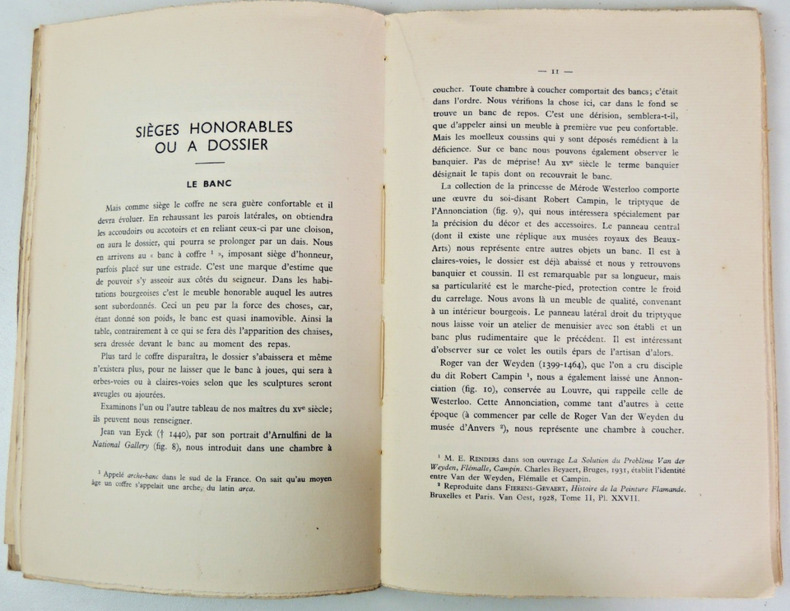 SIÈGES HONORABLES
OU A DOSSIER
LE BANC
Mais comme siège le coffre ne sera guère confortable et il
devra évoluer. En rehaussant les parois latérales, on obtiendra
les accoudoirs ou accotoirs et en reliant ceux-ci par une cloison,
on aura le dossier, qui pourra se prolonger par un dais. Nous
en arrivons au « banc à coffre ¹ », imposant siège d'honneur,
parfois placé sur une estrade. C'est une marque d'estime que
de pouvoir s'y asseoir aux côtés du seigneur. Dans les habi-
tations bourgeoises c'est le meuble honorable auquel les autres
sont subordonnés. Ceci un peu par la force des choses, car,
étant donné son poids, le banc est quasi inamovible. Ainsi la
table, contrairement à ce qui se fera dès l'apparition des chaises,
sera dressée devant le banc au moment des repas.
Plus tard le coffre disparaîtra, le dossier s'abaissera et même
n'existera plus, pour ne laisser que le banc à joues, qui sera à
orbes-voies ou à claires-voies selon que les sculptures seront
aveugles ou ajourées.
Examinons l'un ou l'autre tableau de nos maîtres du XVᵉ siècle;
ils peuvent nous renseigner.
Jean van Eyck († 1440), par son portrait d'Arnulfini de la
National Gallery (fig. 8), nous introduit dans une chambre à
¹ Appelé arche-banc dans le sud de la France. On sait qu'au moyen
âge un coffre s'appelait une arche, du latin arca.
— 11 —
coucher. Toute chambre à coucher comportait des bancs; c'était
dans l'ordre. Nous vérifions la chose ici, car dans le fond se
trouve un banc de repos. C'est une dérision, semblera-t-il,
que d'appeler ainsi un meuble à première vue peu confortable.
Mais les moelleux coussins qui y sont déposés remédient à la
déficience. Sur ce banc nous pouvons également observer le
banquier. Pas de méprise! Au XVᵉ siècle le terme banquier
désignait le tapis dont on recouvrait le banc.
La collection de la princesse de Mérode Westerloo comporte
une œuvre du soi-disant Robert Campin, le triptyque de
l'Annonciation (fig. 9), qui nous intéressera spécialement par
la précision du décor et des accessoires. Le panneau central
(dont il existe une réplique aux musées royaux des Beaux-
Arts) nous représente entre autres objets un banc. Il est à
claires-voies, le dossier est déjà abaissé et nous y retrouvons
banquier et coussin. Il est remarquable par sa longueur, mais
sa particularité est le marche-pied, protection contre le froid
du carrelage. Nous avons là un meuble de qualité, convenant
à un intérieur bourgeois. Le panneau latéral droit du triptyque
nous laisse voir un atelier de menuisier avec son établi et un
banc plus rudimentaire que le précédent. Il est intéressant
d'observer sur ce volet les outils épars de l'artisan d'alors.
Roger van der Weyden (1399-1464), que l'on a cru disciple
du dit Robert Campin ¹, nous a également laissé une Annon-
ciation (fig. 10), conservée au Louvre, qui rappelle celle de
Westerloo. Cette Annonciation, comme tant d'autres à cette
époque (à commencer par celle de Roger Van der Weyden du
musée d'Anvers ²), nous représente une chambre à coucher.
¹ M. E. RENDERS dans son ouvrage La Solution du Problème Van der
Weyden, Flémalle, Campin. Charles Beyaert, Bruges, 1931, établit l'identité
entre Van der Weyden, Flémalle et Campin.
² Reproduite dans FIERENS-GEVAERT, Histoire de la Peinture Flamande.
Bruxelles et Paris. Van Oest, 1928, Tome II, Pl. XXVII.